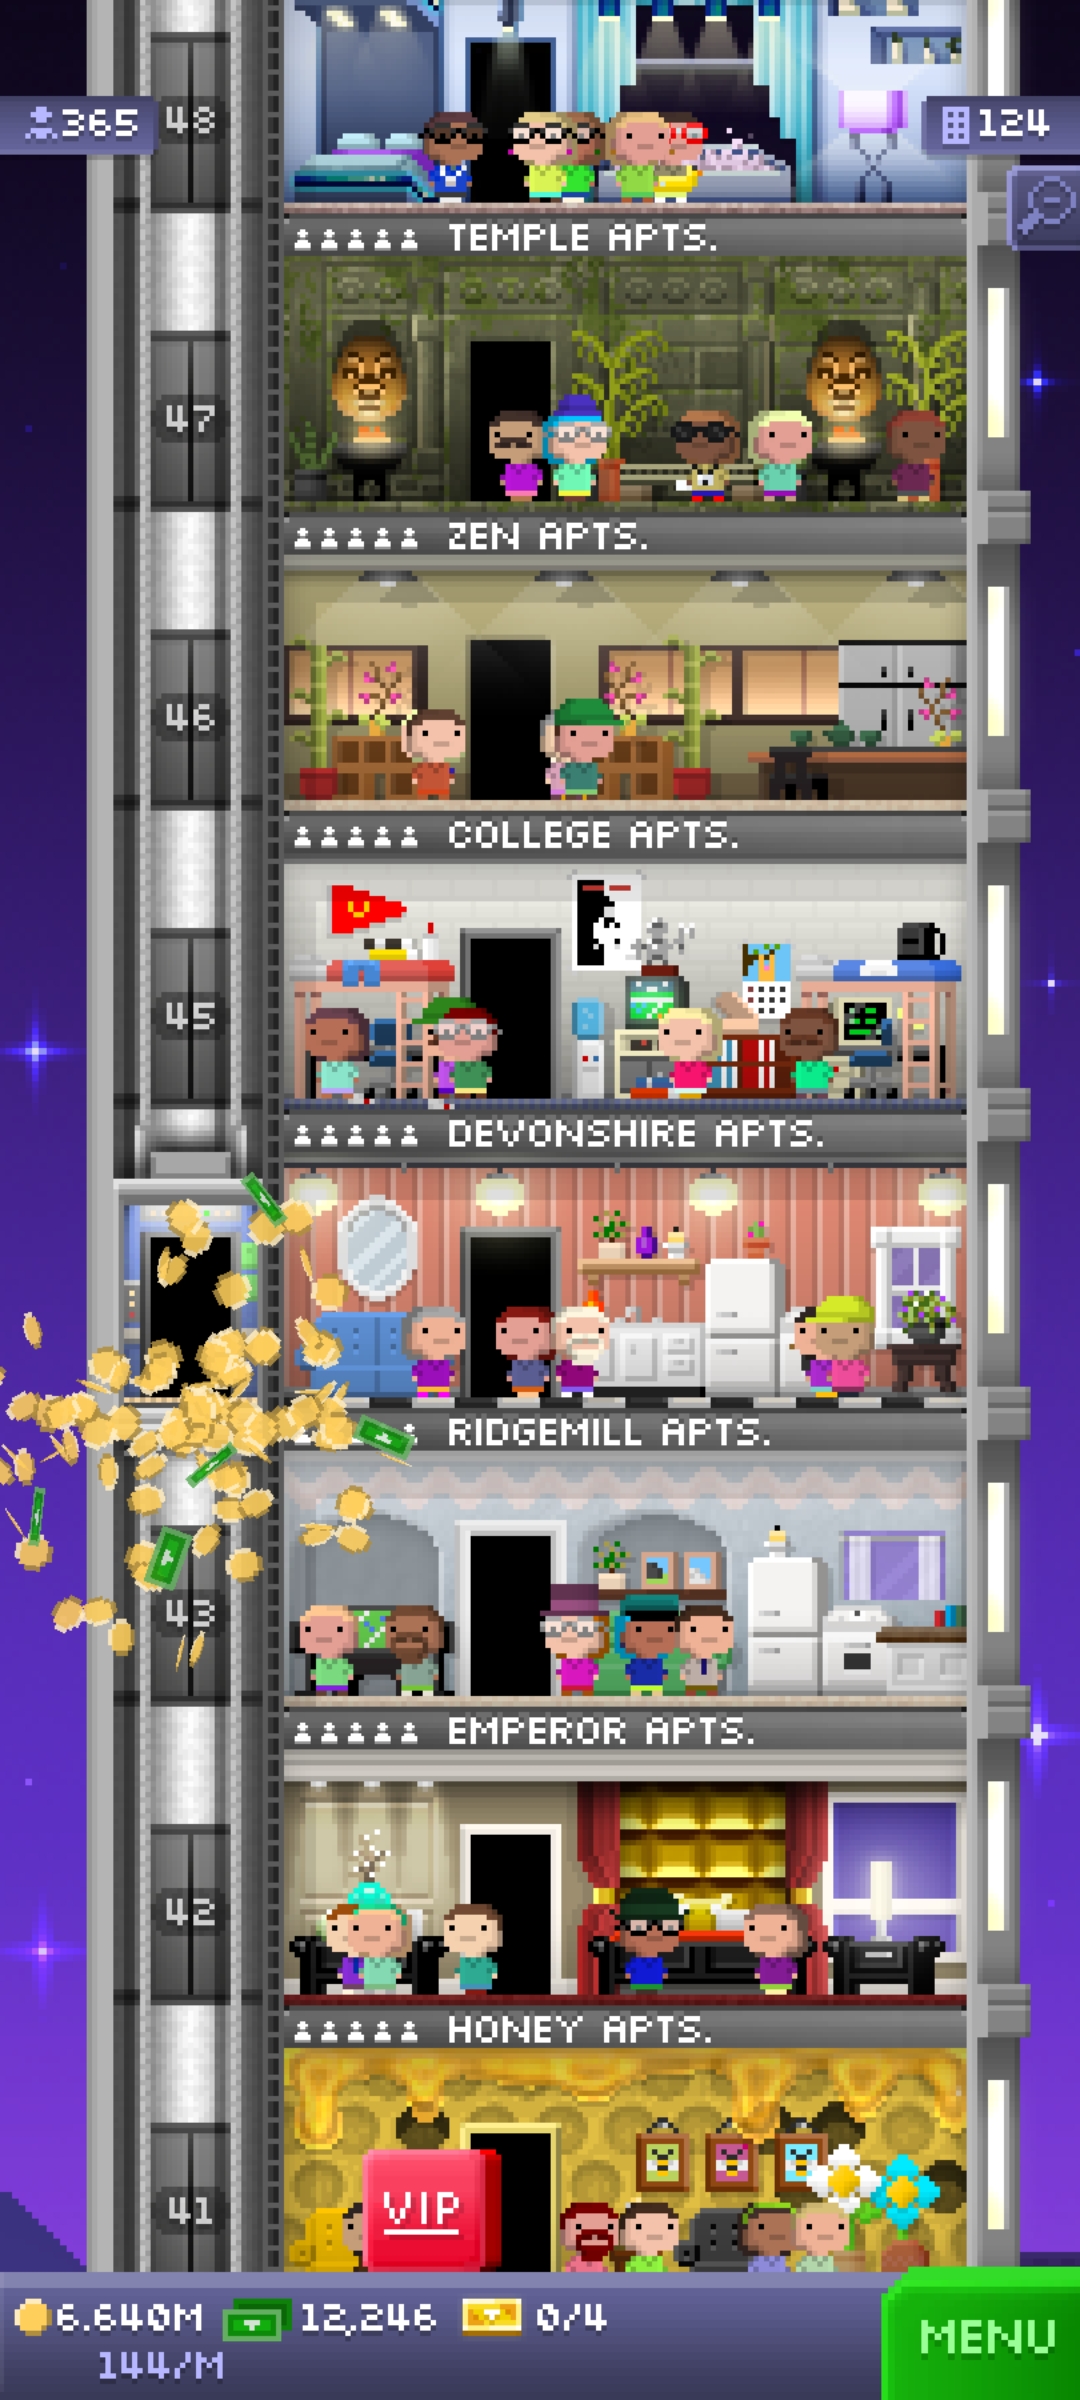 48
365
124
TEMPLE APTS.
47
ZEN APTS.
46
COLLEGE APTS.
45
DEVONSHIRE APTS.
RIDGEMILL APTS.
43
EMPEROR APTS.
42
HONEY APTS.
41
VIP
6.640M
12,246
0/4
144/M
MENU